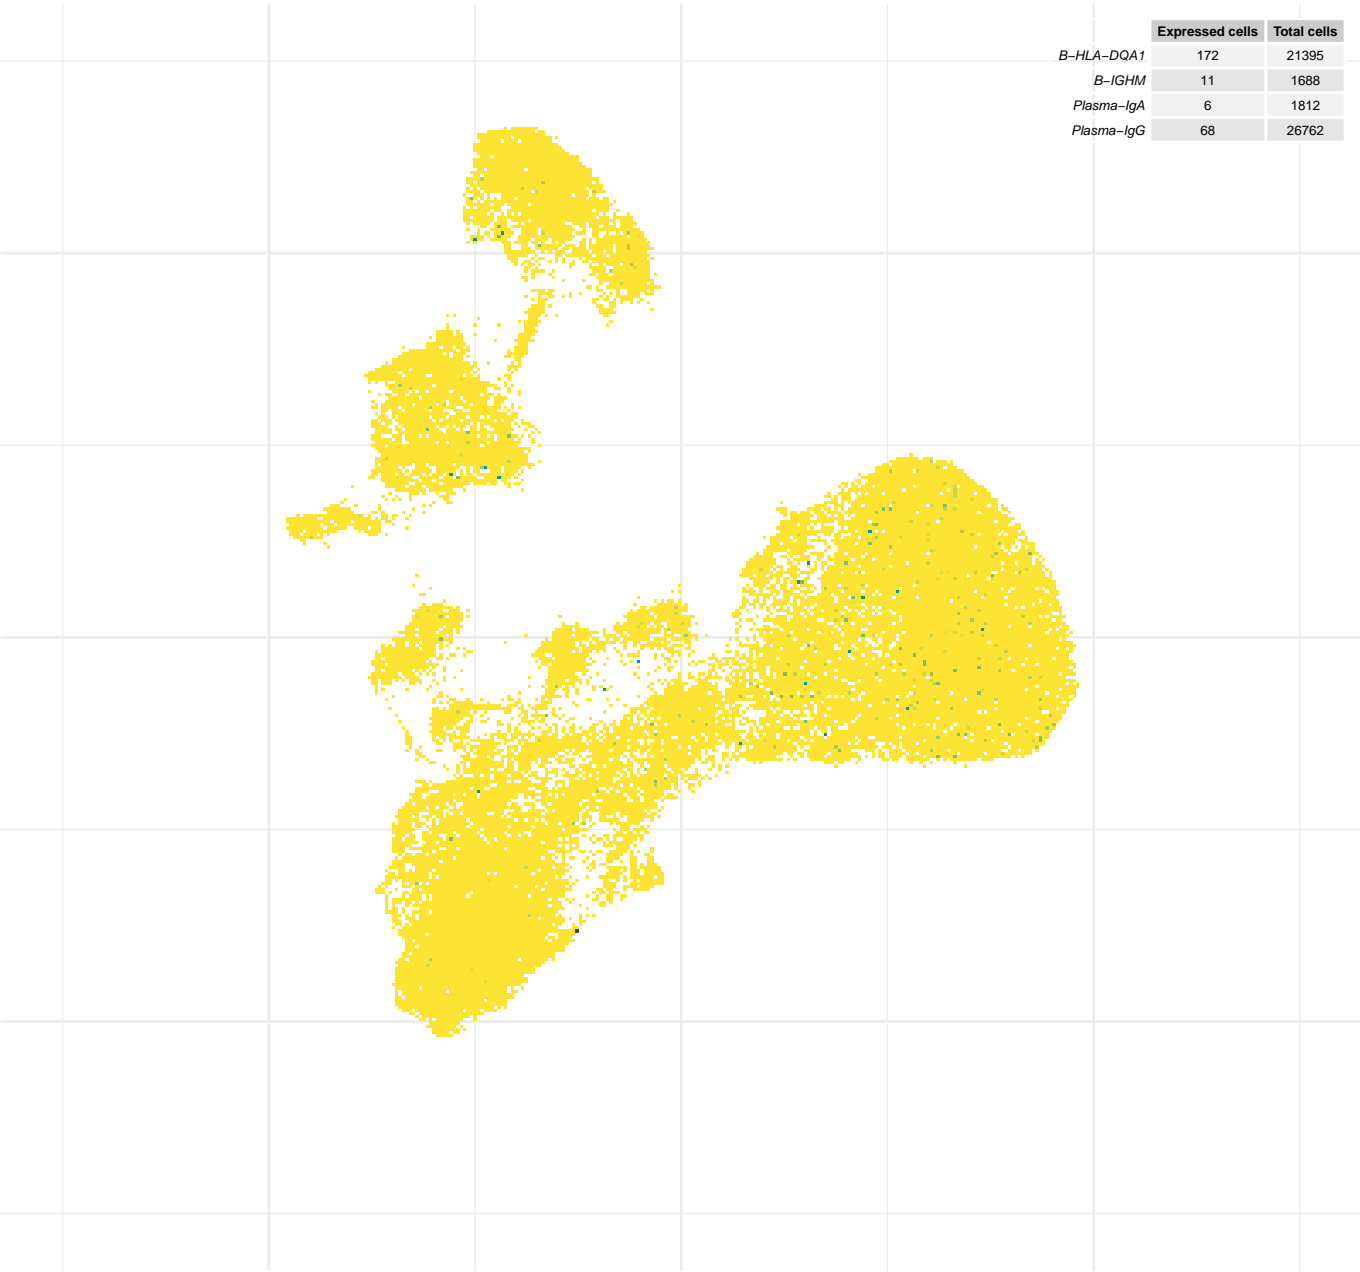 Expressed cells Total cells
B−HLA−DQA1 172 21395
B−IGHM 11 1688
Plasma−IgA 6 1812
Plasma−IgG 68 26762